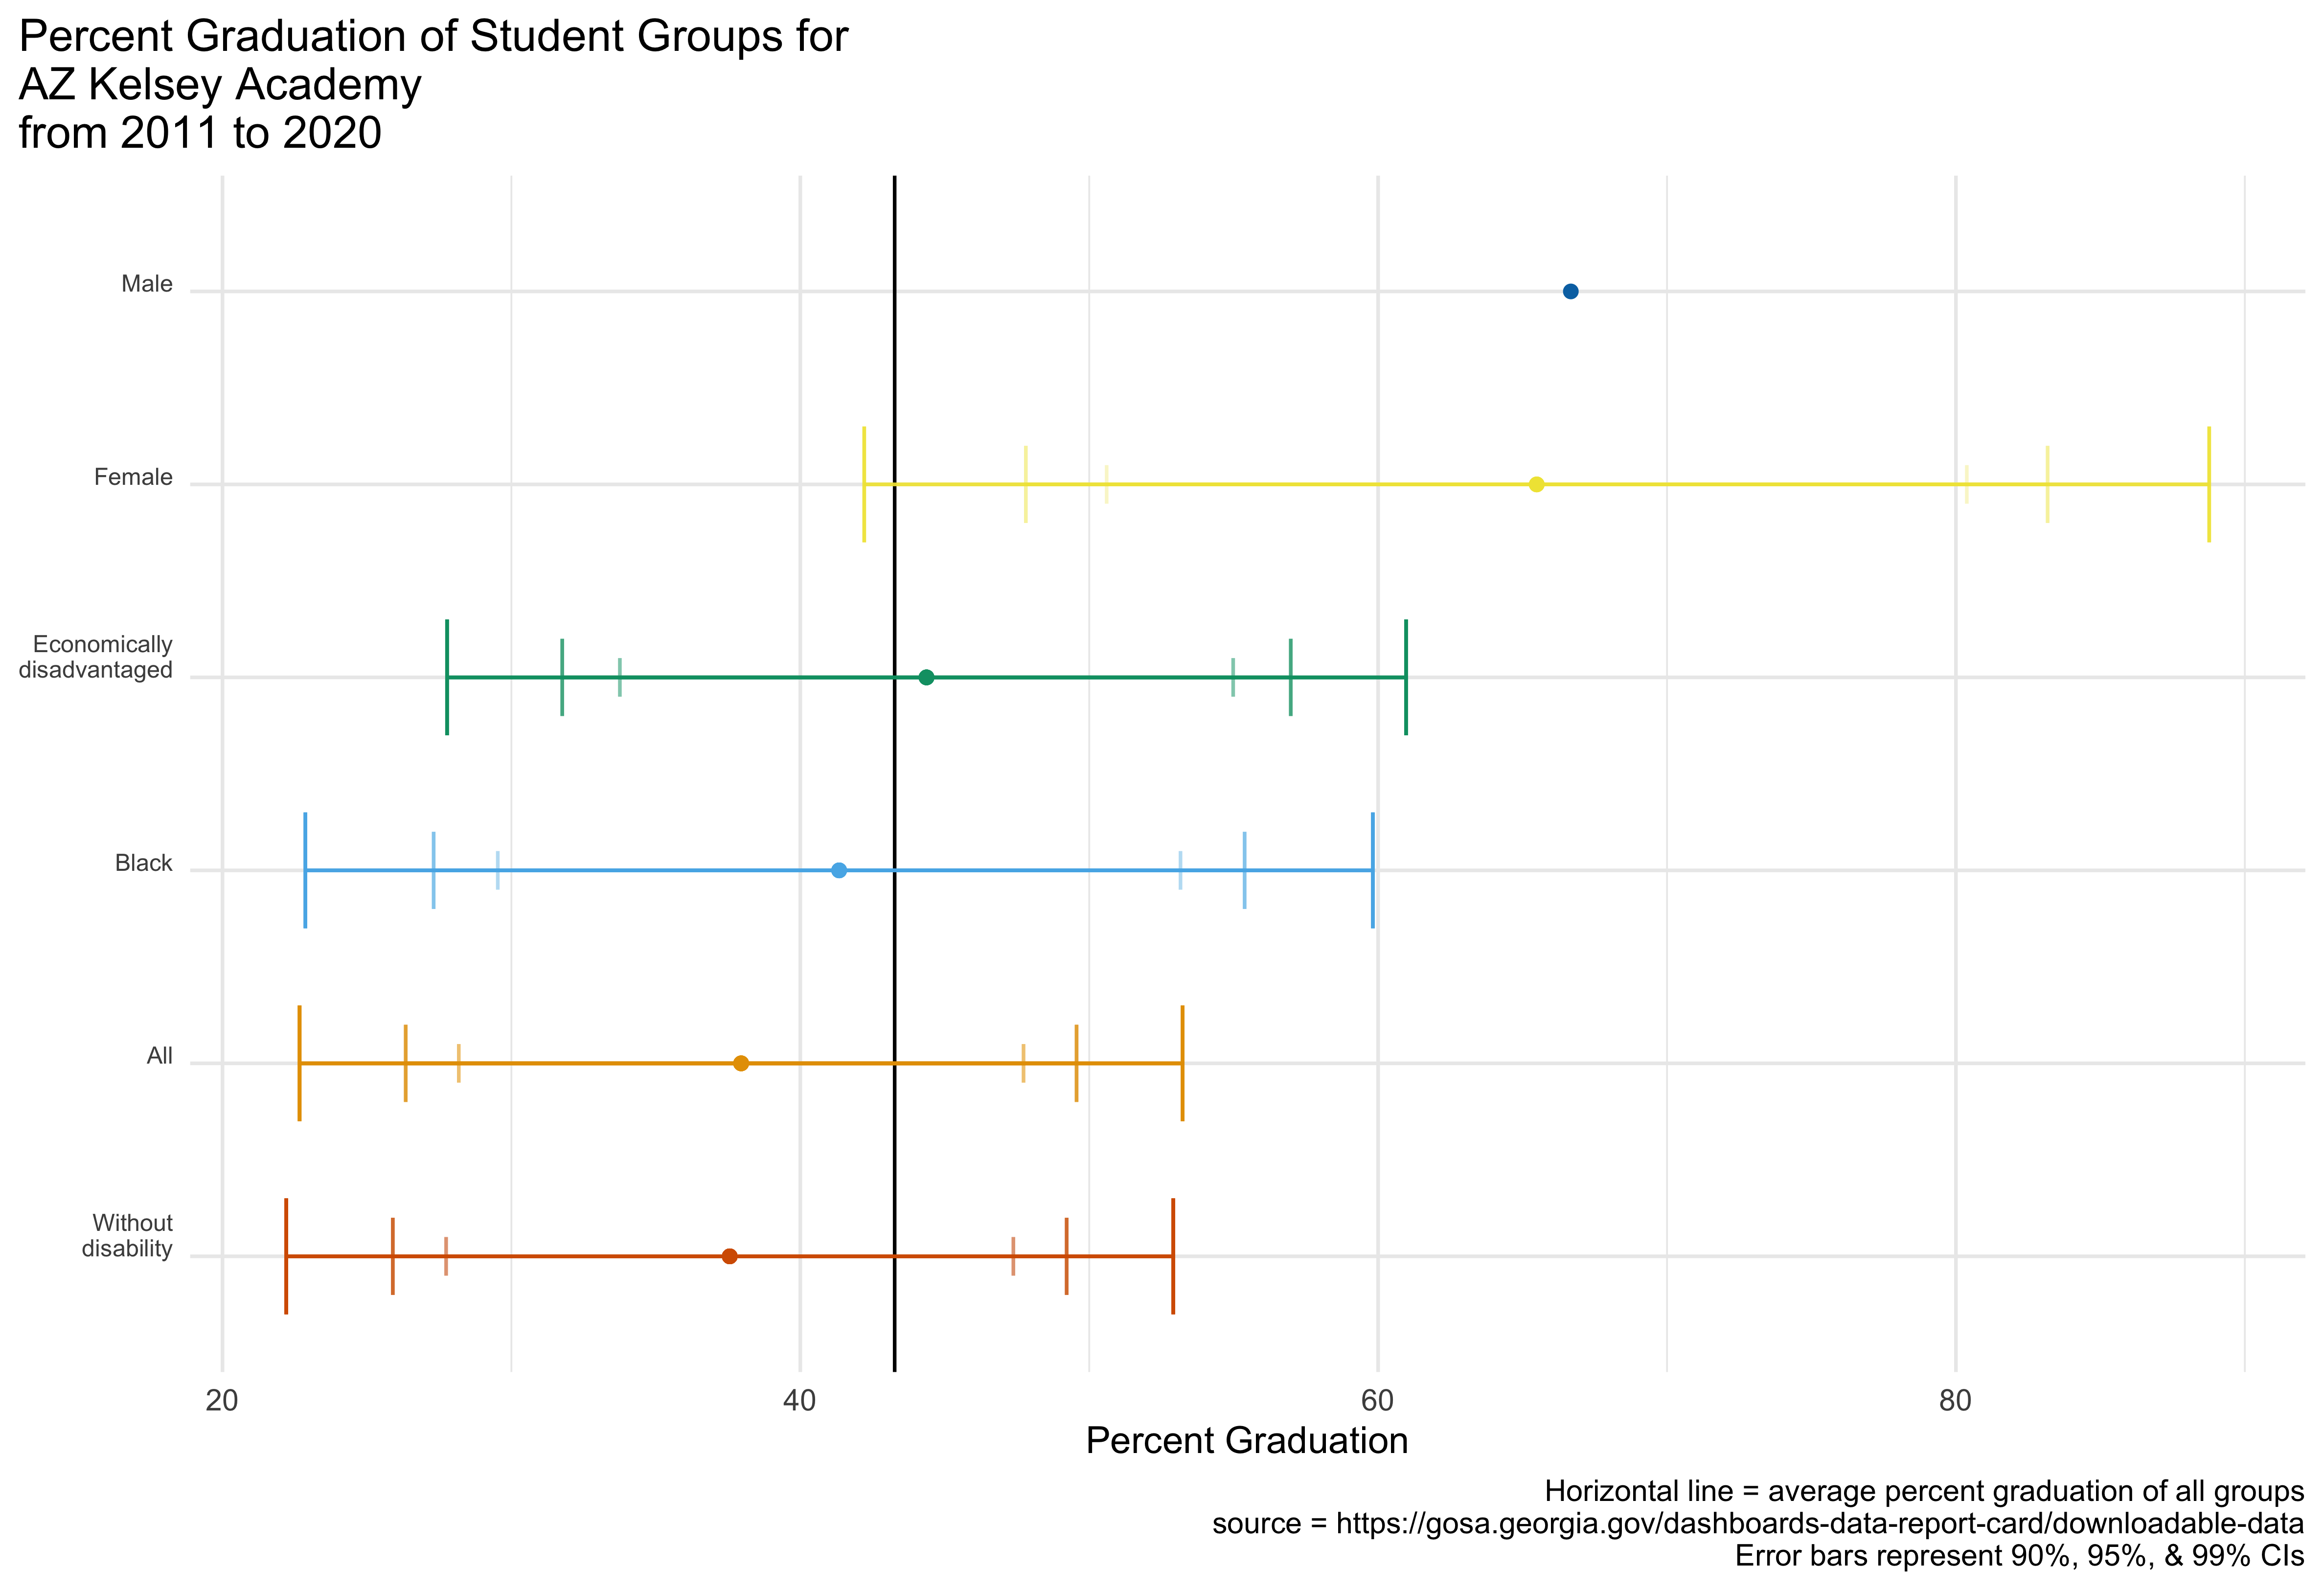 Percent Graduation of Student Groups for
AZ Kelsey Academy
from 2011 to 2020
Male
Female
Economically
disadvantaged
Black
All
Without
disability
20 40 60 80
Percent Graduation
Horizontal line = average percent graduation of all groups
source = https://gosa.georgia.gov/dashboards-data-report-card/downloadable-data
Error bars represent 90%, 95%, & 99% CIs